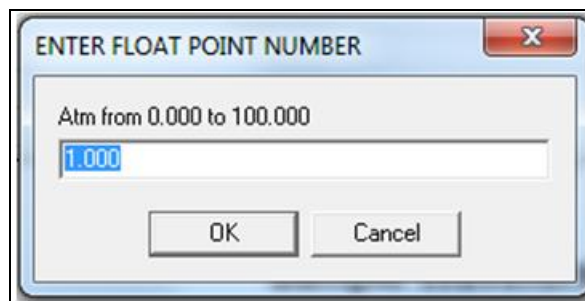 ENTER FLOAT POINT NUMBER
Atm from 0.000 to 100.000
1.000
OK Cancel